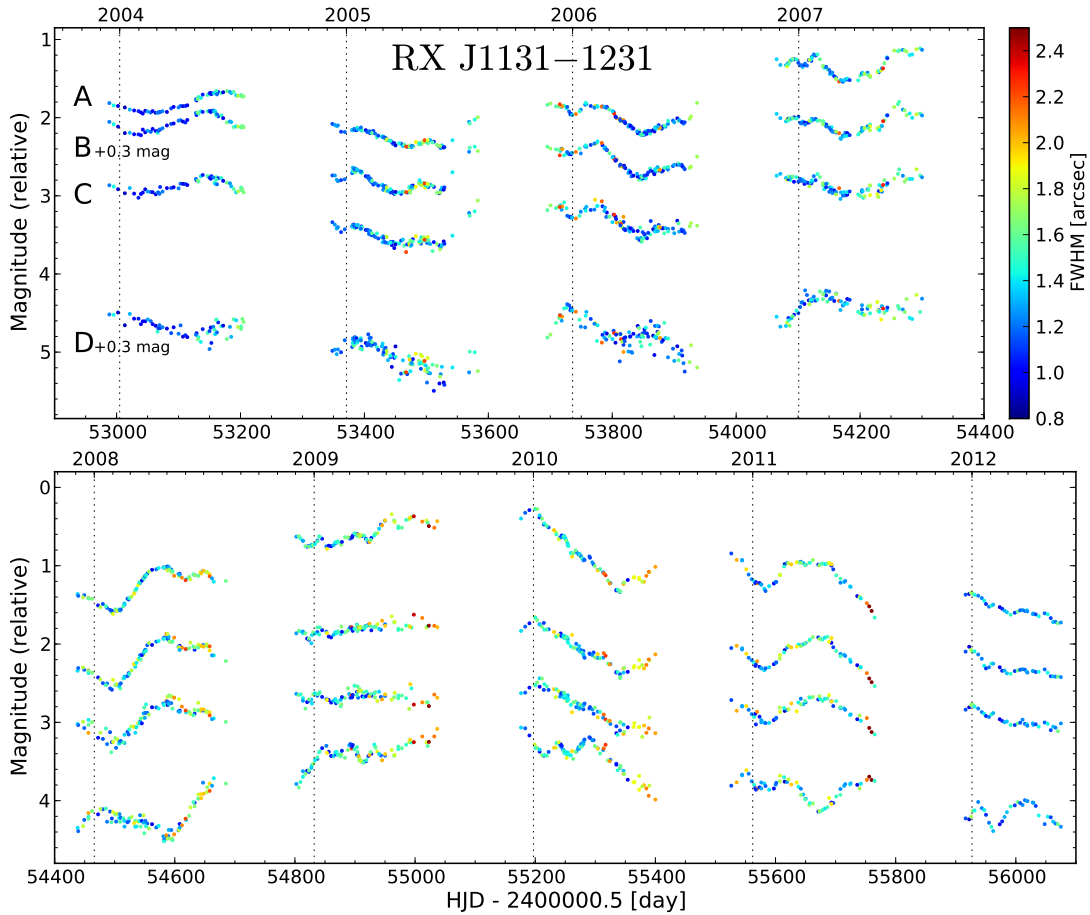 2004 2005 2006 2007
RX J1131−1231
1
2
3
4
5
Magnitude (relative)
A
B+0.3 mag
C
D+0.3 mag
53000 53200 53400 53600 53800 54000 54200 54400
2.4
2.2
2.0
1.8
1.6
1.4
1.2
1.0
0.8
FWHM [arcsec]
2008 2009 2010 2011 2012
0
1
2
3
4
Magnitude (relative)
54400 54600 54800 55000 55200 55400 55600 55800 56000
HJD - 2400000.5 [day]